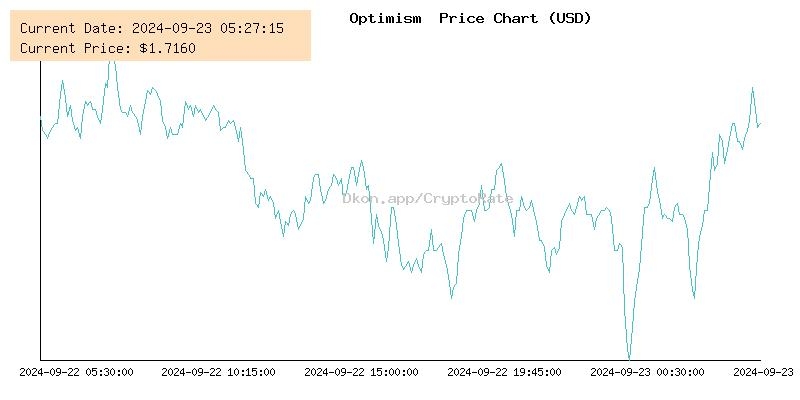 Optimism  Price Chart (USD)
Current Date: 2024-09-23 05:27:15
Current Price: $1.7160
Dkon.app/CryptoRate
2024-09-22 05:30:00 2024-09-22 10:15:00 2024-09-22 15:00:00 2024-09-22 19:45:00 2024-09-23 00:30:00 2024-09-23